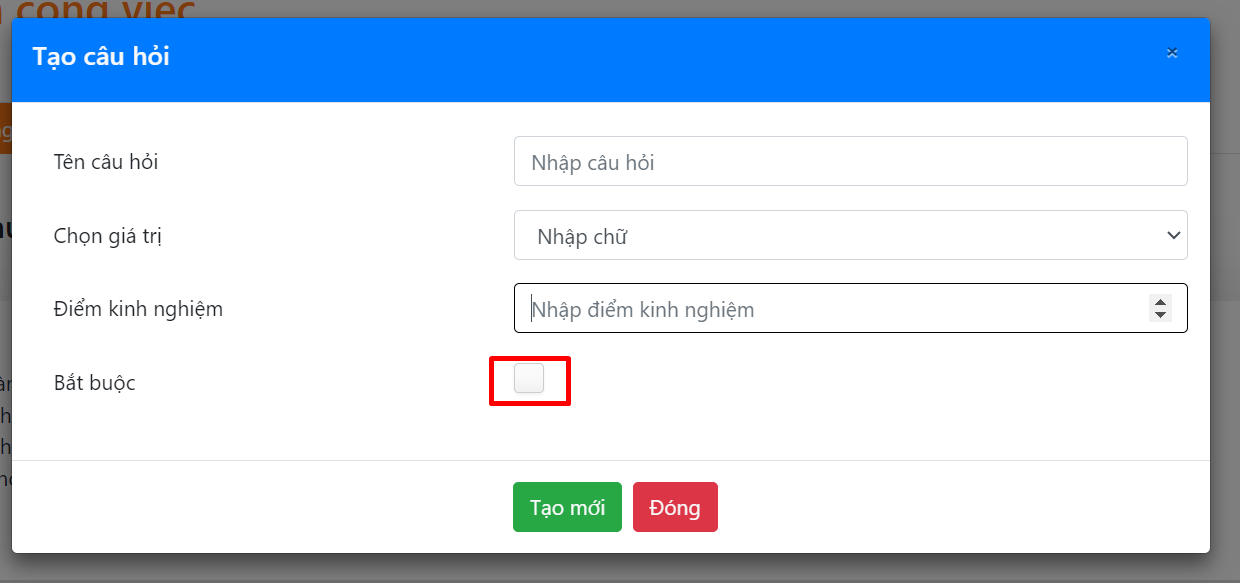 công việc
Tạo câu hỏi
×
Tên câu hỏi
Nhập câu hỏi
Chọn giá trị
Nhập chữ
Điểm kinh nghiệm
Nhập điểm kinh nghiệm
Bắt buộc
Tạo mới
Đóng